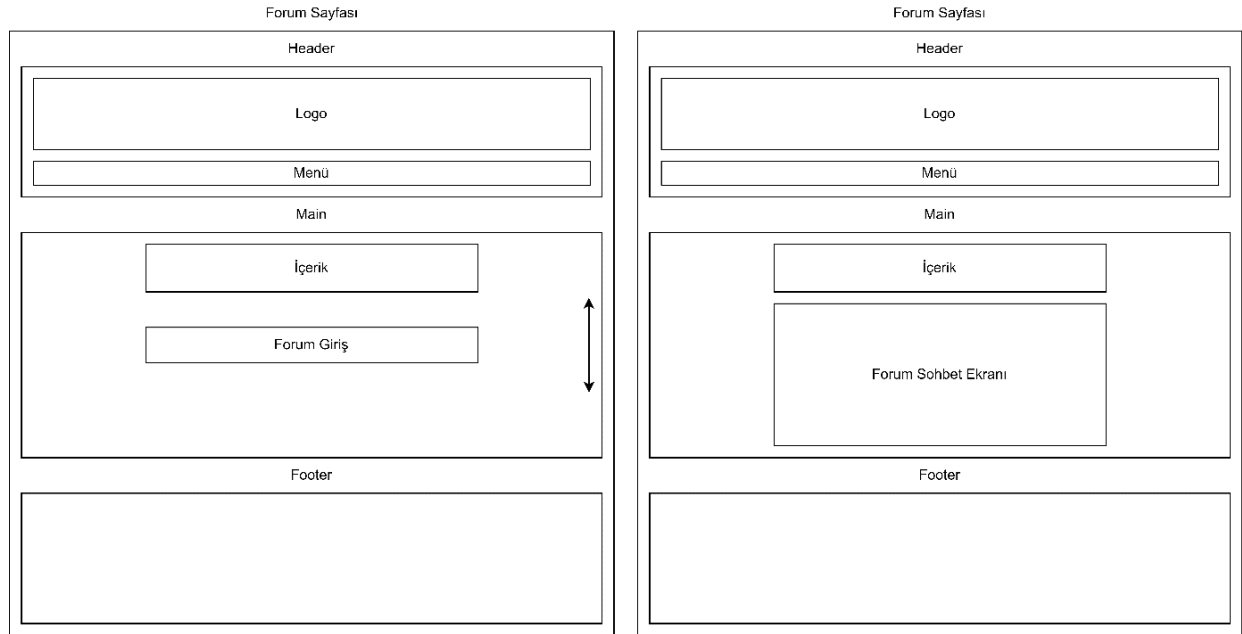 Forum Sayfası
Header
Logo
Menü
Main
İçerik
Forum Giriş
Footer
Forum Sayfası
Header
Logo
Menü
Main
İçerik
Forum Sohbet Ekranı
Footer